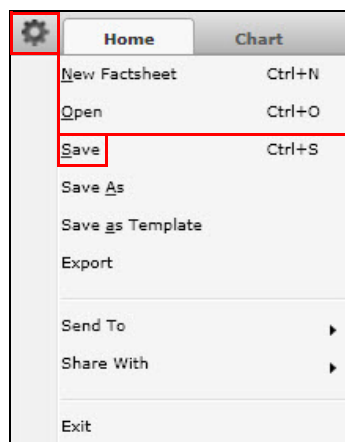 Home Chart
New Factsheet Ctrl+N
Open Ctrl+O
Save Ctrl+S
Save As
Save as Template
Export
Send To
Share With
Exit